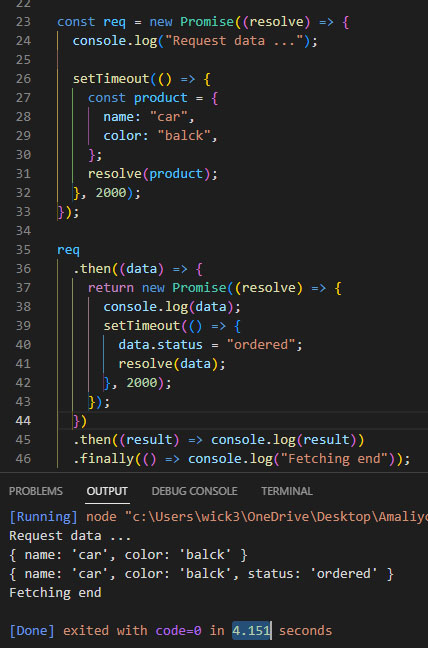 22
23 const req = new Promise((resolve) => {
24 console.log("Request data ...");
25
26 setTimeout(() => {
27 const product = {
28 name: "car",
29 color: "balck",
30 };
31 resolve(product);
32 }, 2000);
33 });
34
35 req
36 .then((data) => {
37 return new Promise((resolve) => {
38 console.log(data);
39 setTimeout(() => {
40 data.status = "ordered";
41 resolve(data);
42 }, 2000);
43 });
44 })
45 .then((result) => console.log(result))
46 .finally(() => console.log("Fetching end"));
PROBLEMS OUTPUT DEBUG CONSOLE TERMINAL
[Running] node "c:\Users\wick3\OneDrive\Desktop\Amaliyo
Request data ...
{ name: 'car', color: 'balck' }
{ name: 'car', color: 'balck', status: 'ordered' }
Fetching end
[Done] exited with code=0 in 4.151 seconds